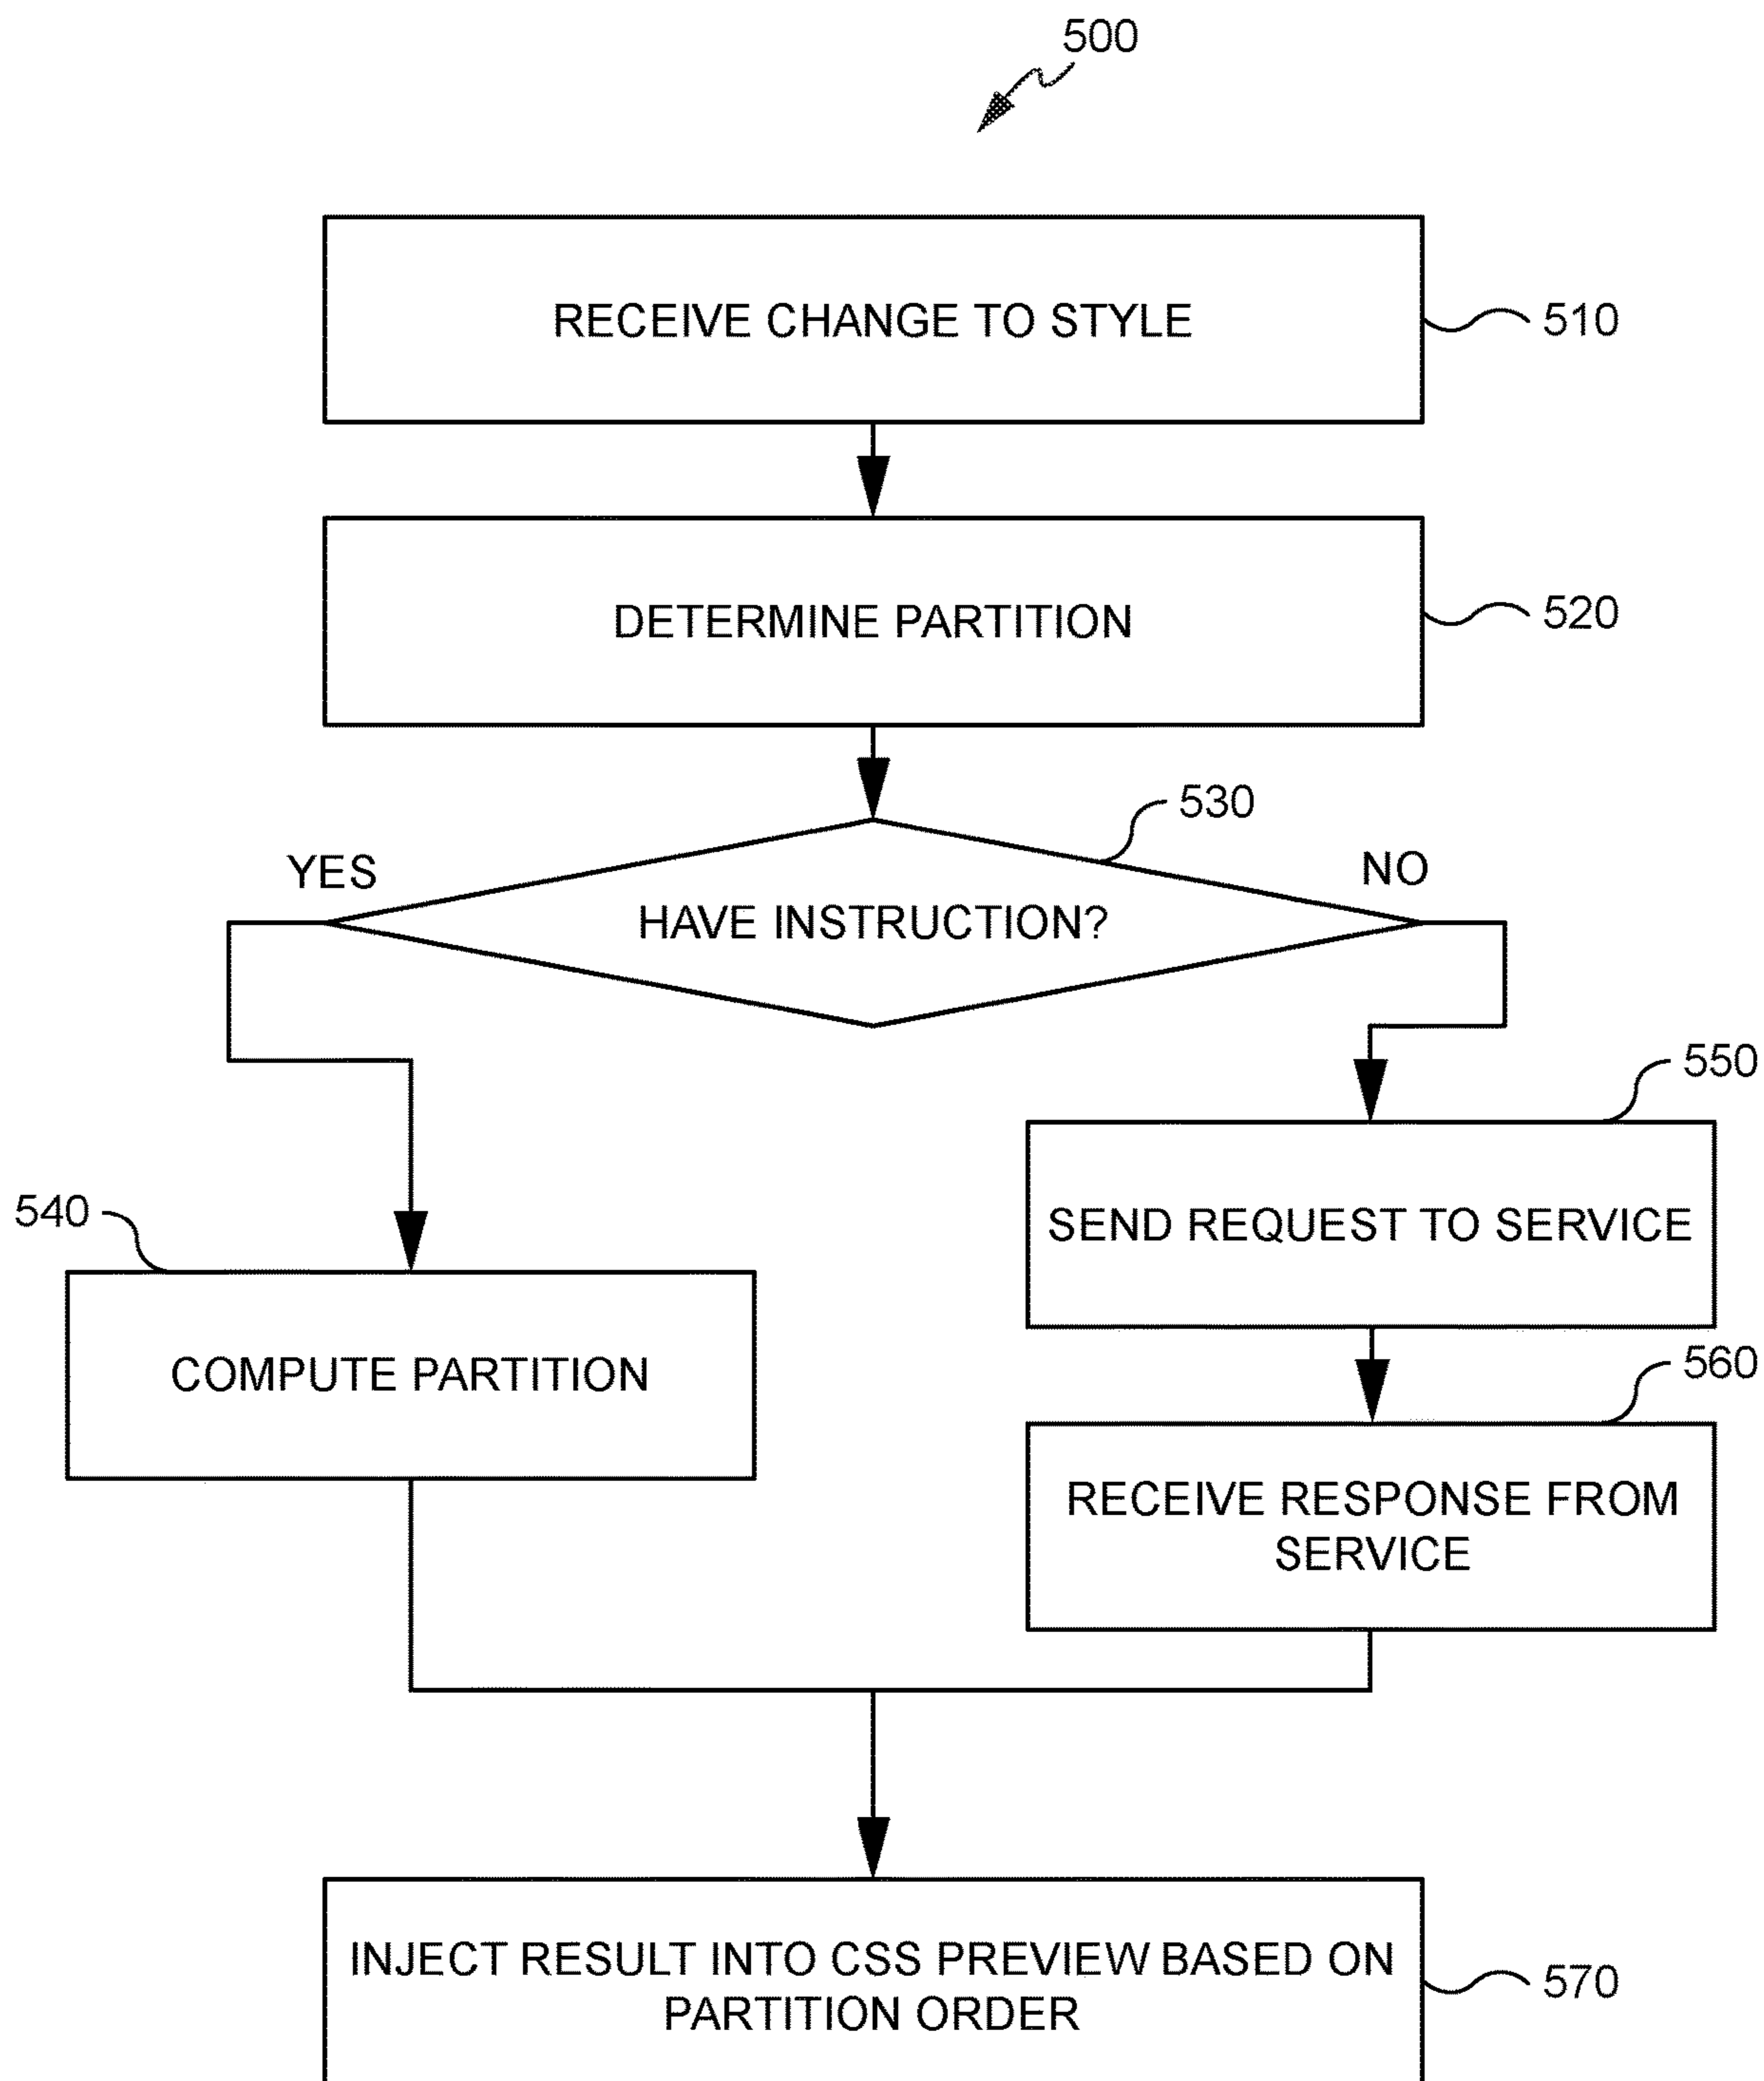 500
RECEIVE CHANGE TO STYLE
510
DETERMINE PARTITION
520
530
YES
NO
HAVE INSTRUCTION?
550
540
SEND REQUEST TO SERVICE
560
COMPUTE PARTITION
RECEIVE RESPONSE FROM
SERVICE
INJECT RESULT INTO CSS PREVIEW BASED ON
PARTITION ORDER
570